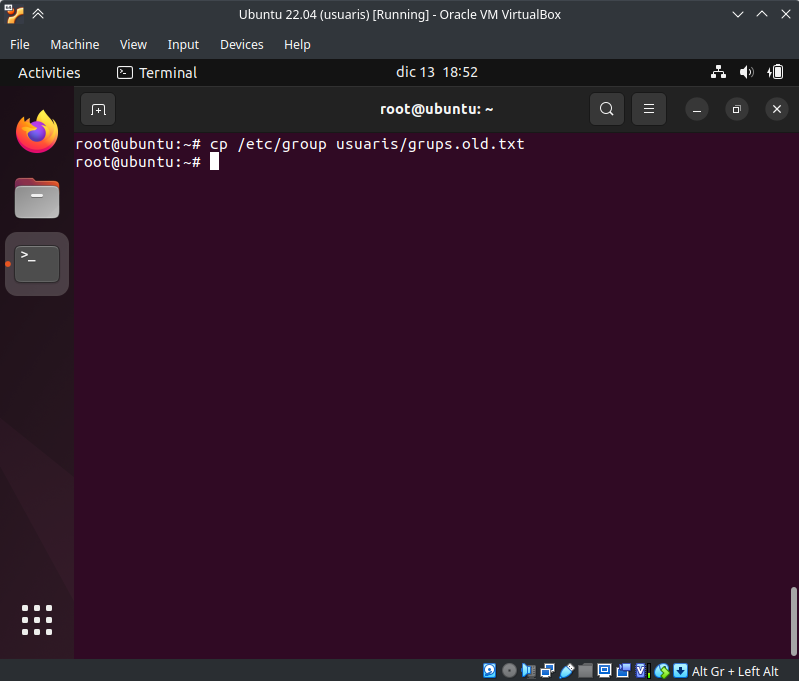 Ubuntu 22.04 (usuaris) [Running] - Oracle VM VirtualBox
File Machine View Input Devices Help
Activities Terminal dic 13 18:52
root@ubuntu: ~
root@ubuntu:~# cp /etc/group usuaris/grups.old.txt
root@ubuntu:~#
>_
Alt Gr + Left Alt